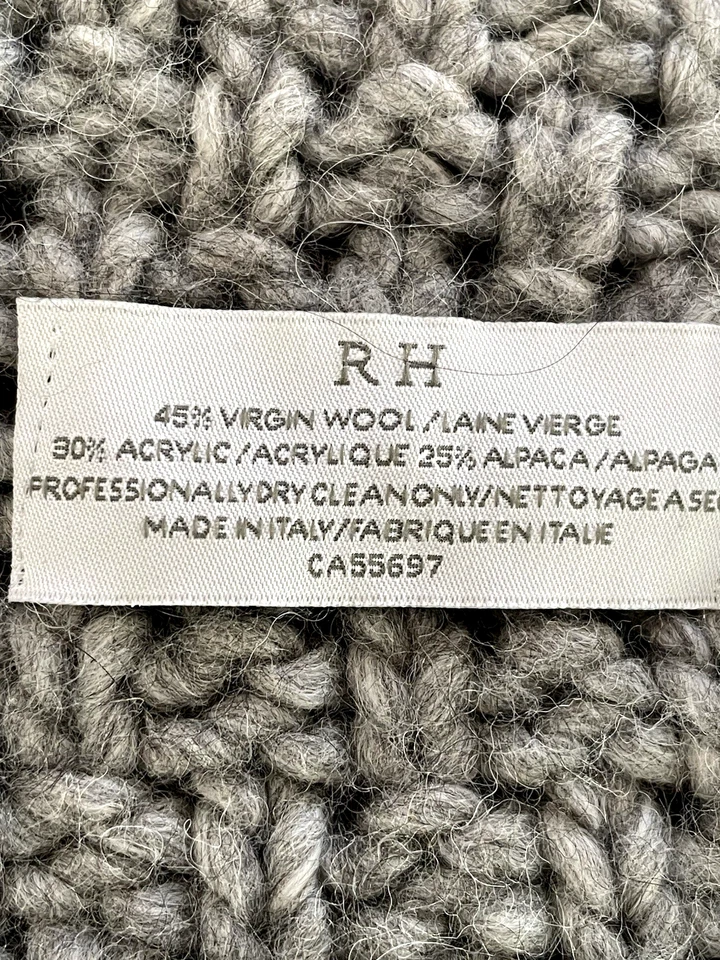 RH
45% VIRGIN WOOL/LAINE VIERGE
30% ACRYLIC/ACRYLIQUE 25% ALPACA/ALPAGA
PROFESSIONALLY DRY CLEAN ONLY/NETTOYAGE A SE
MADE IN ITALY/FABRIQUE EN ITALIE
CA55697